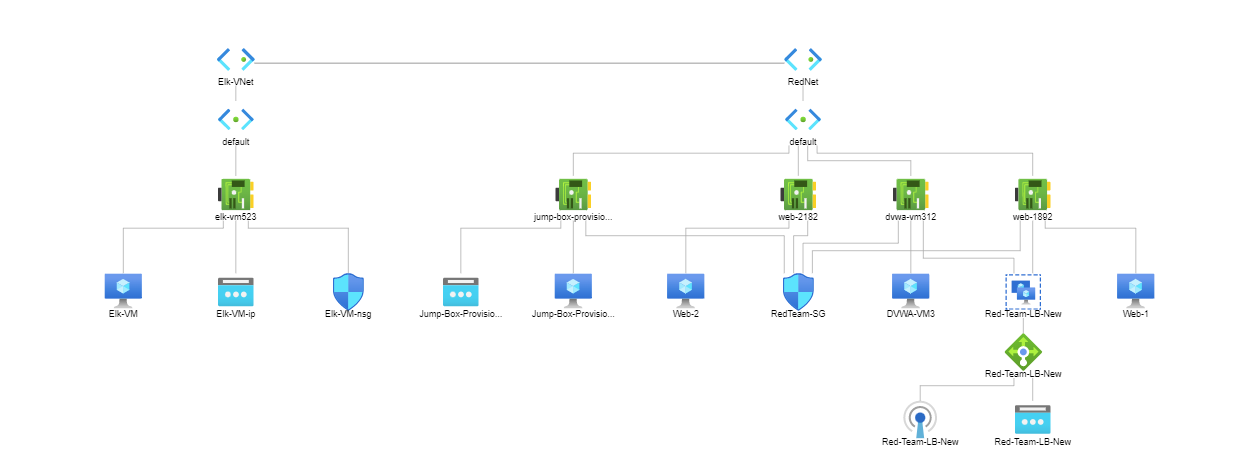 Elk-VNet
RedNet
default
default
elk-vm523
jump-box-provisio...
web-2182
dvwa-vm312
web-1892
Elk-VM
Elk-VM-ip
Elk-VM-nsg
Jump-Box-Provisio...
Jump-Box-Provisio...
Web-2
RedTeam-SG
DVWA-VM3
Red-Team-LB-New
Web-1
Red-Team-LB-New
Red-Team-LB-New
Red-Team-LB-New